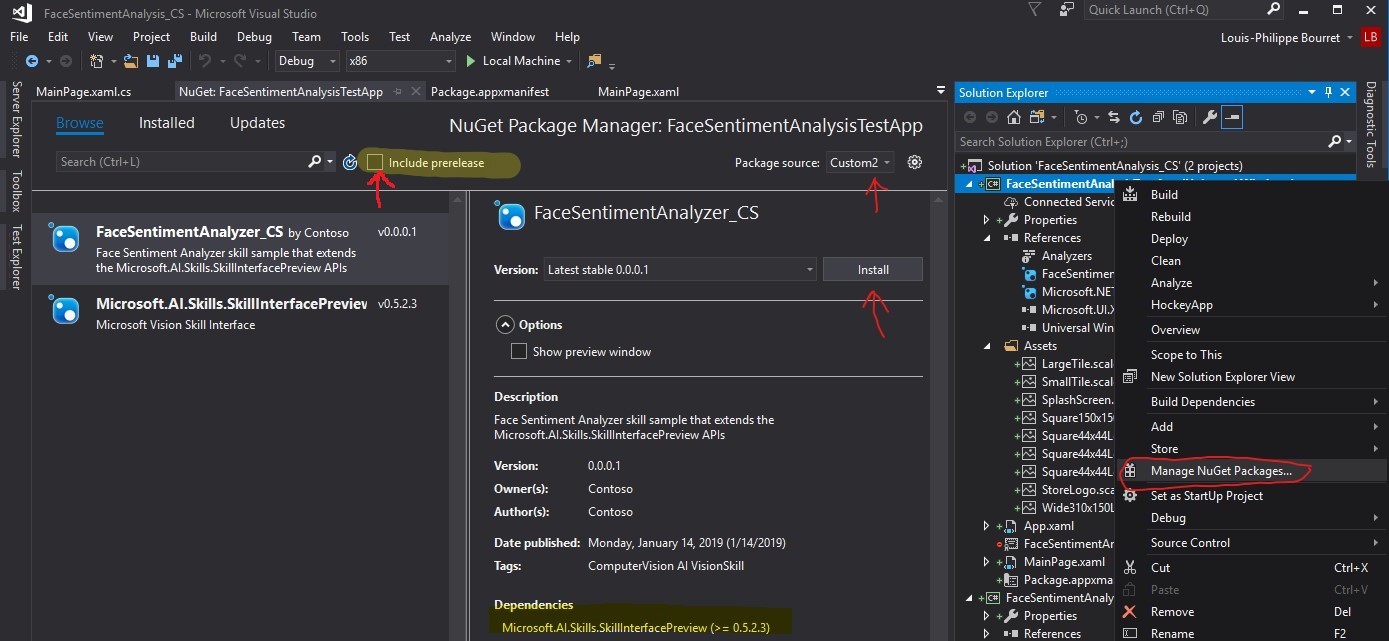 FaceSentimentAnalysis_CS - Microsoft Visual Studio
Quick Launch (Ctrl+Q)
File Edit View Project Build Debug Team Tools Test Analyze Window Help
Louis-Philippe Bourret LB
Debug x86 Local Machine
Server Explorer
Toolbox
Test Explorer
MainPage.xaml.cs NuGet: FaceSentimentAnalysisTestApp Package.appxmanifest MainPage.xaml
Browse Installed Updates
NuGet Package Manager: FaceSentimentAnalysisTestApp
Search (Ctrl+L)
Include prerelease
Package source: Custom2
FaceSentimentAnalyzer_CS by Contoso v0.0.0.1
Face Sentiment Analyzer skill sample that extends
the Microsoft.AI.Skills.SkillInterfacePreview APIs
Microsoft.AI.Skills.SkillInterfacePreview v0.5.2.3
Microsoft Vision Skill Interface
FaceSentimentAnalyzer_CS
Version: Latest stable 0.0.0.1 Install
Options
Show preview window
Description
Face Sentiment Analyzer skill sample that extends the
Microsoft.AI.Skills.SkillInterfacePreview APIs
Version: 0.0.0.1
Owner(s): Contoso
Author(s): Contoso
Date published: Monday, January 14, 2019 (1/14/2019)
Tags: ComputerVision AI VisionSkill
Dependencies
Microsoft.AI.Skills.SkillInterfacePreview (>= 0.5.2.3)
Solution Explorer
Search Solution Explorer (Ctrl+;)
Solution 'FaceSentimentAnalysis_CS' (2 projects)
C# FaceSentimentAnal
Connected Servic
Properties
References
Analyzers
FaceSentimen
Microsoft.NET
Microsoft.UI.X
Universal Win
Assets
LargeTile.scal
SmallTile.scal
SplashScreen.
Square150x150
Square44x44L
Square44x44L
Square44x44L
StoreLogo.sca
Wide310x150L
App.xaml
FaceSentimentAr
MainPage.xaml
Package.appxma
C# FaceSentimentAnaly
Properties
References
Build
Rebuild
Deploy
Clean
Analyze
HockeyApp
Overview
Scope to This
New Solution Explorer View
Build Dependencies
Add
Store
Manage NuGet Packages...
Set as StartUp Project
Debug
Source Control
Cut Ctrl+X
Paste Ctrl+V
Remove Del
Rename F2
Diagnostic Tools